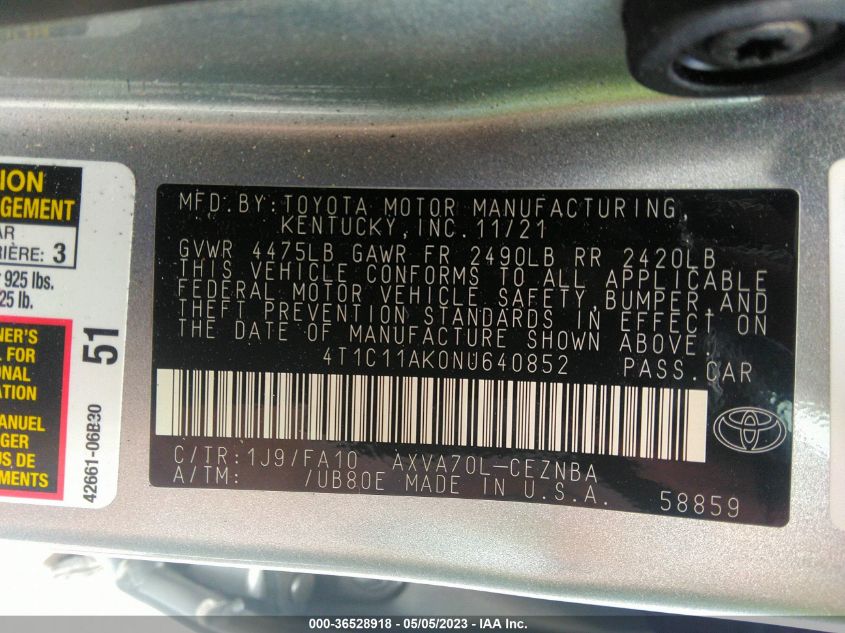 ION
GEMENT
AR
RIÈRE: 3
925 lbs.
25 lb.
NER'S
L FOR
IONAL
ATION
MANUEL
GER
US DE
EMENTS
51
42661-06B30
MFD.BY:TOYOTA MOTOR MANUFACTURING,
KENTUCKY,INC.11/21
GVWR 4475LB GAWR FR 2490LB RR 2420LB
THIS VEHICLE CONFORMS TO ALL APPLICABLE
FEDERAL MOTOR VEHICLE SAFETY,BUMPER,AND
THEFT PREVENTION STANDARDS IN EFFECT ON
THE DATE OF MANUFACTURE SHOWN ABOVE.
4T1C11AK0NU640852 PASS.CAR
C/TR:1J9/FA10 AXVA70L-CEZNBA
A/TM: /UB80E MADE IN U.S.A.
58859
000-36528918 - 05/05/2023 - IAA Inc.